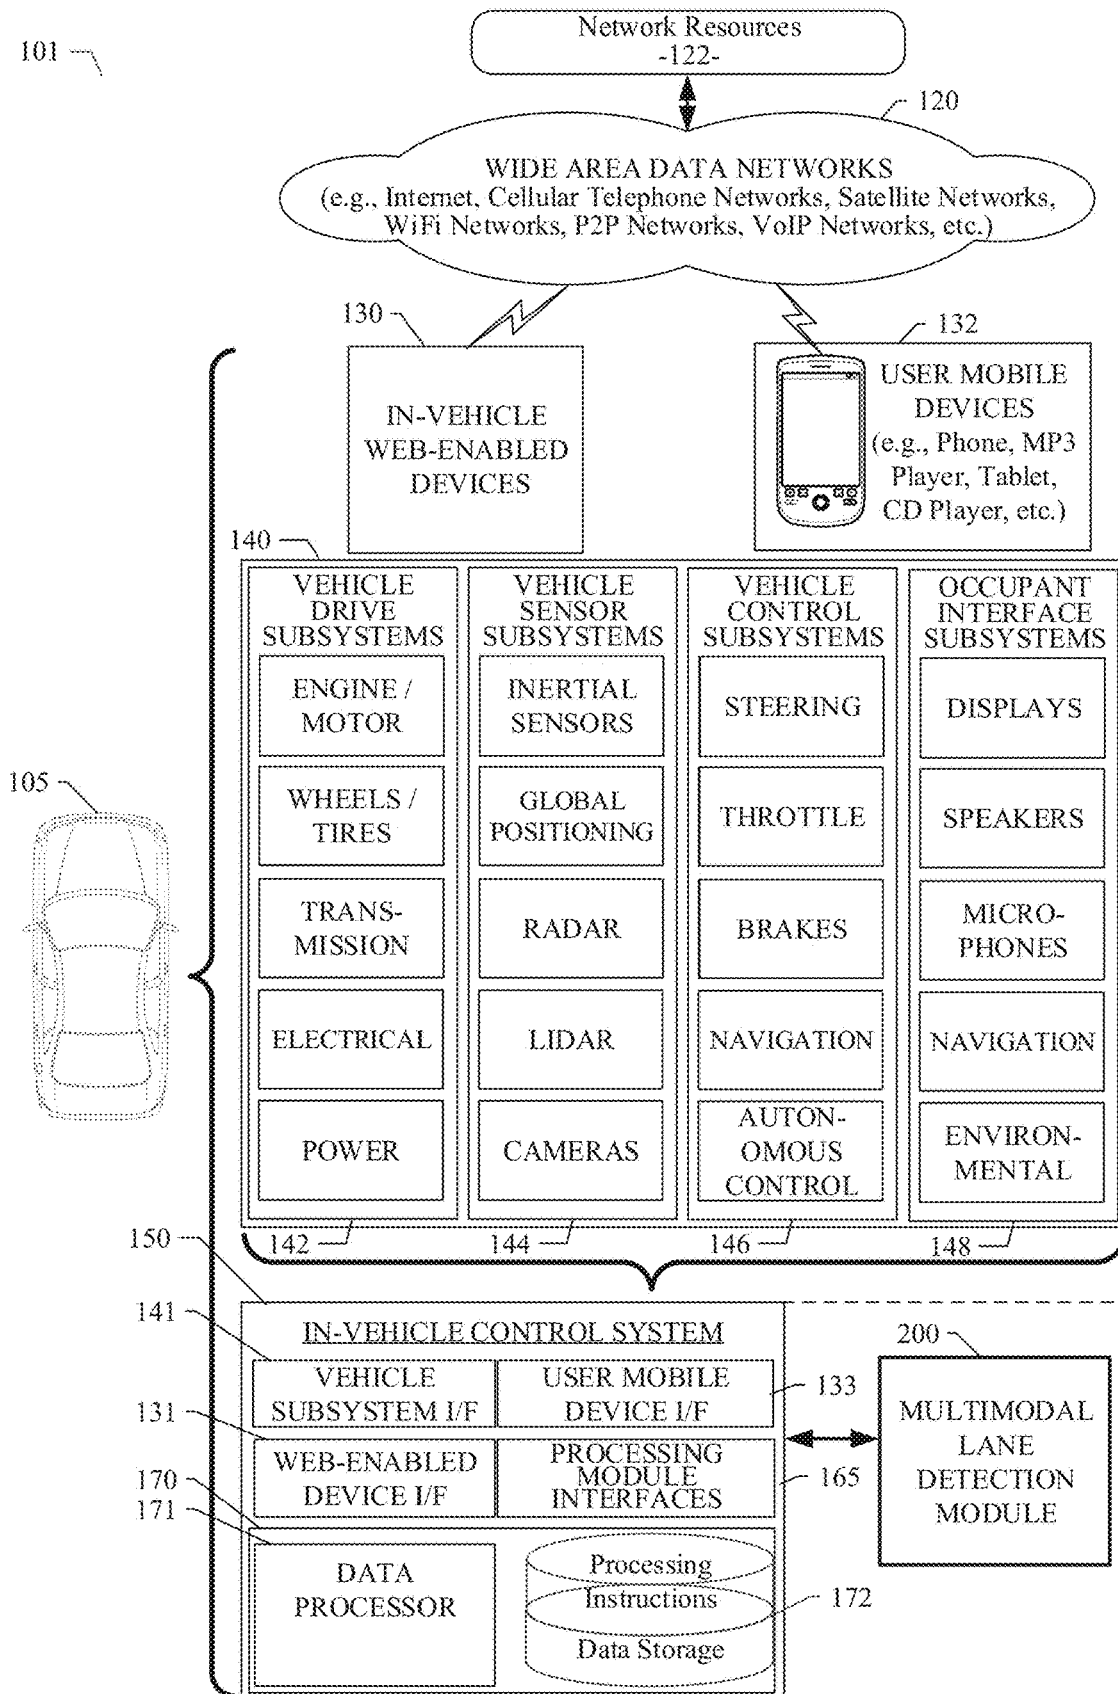 101
Network Resources
-122-
120
WIDE AREA DATA NETWORKS
(e.g., Internet, Cellular Telephone Networks, Satellite Networks,
WiFi Networks, P2P Networks, VoIP Networks, etc.)
130
IN-VEHICLE
WEB-ENABLED
DEVICES
132
USER MOBILE
DEVICES
(e.g., Phone, MP3
Player, Tablet,
CD Player, etc.)
140
VEHICLE
DRIVE
SUBSYSTEMS
ENGINE /
MOTOR
WHEELS /
TIRES
TRANS-
MISSION
ELECTRICAL
POWER
142
VEHICLE
SENSOR
SUBSYSTEMS
INERTIAL
SENSORS
GLOBAL
POSITIONING
RADAR
LIDAR
CAMERAS
144
VEHICLE
CONTROL
SUBSYSTEMS
STEERING
THROTTLE
BRAKES
NAVIGATION
AUTON-
OMOUS
CONTROL
146
OCCUPANT
INTERFACE
SUBSYSTEMS
DISPLAYS
SPEAKERS
MICRO-
PHONES
NAVIGATION
ENVIRON-
MENTAL
148
105
150
IN-VEHICLE CONTROL SYSTEM
141
VEHICLE
SUBSYSTEM I/F
USER MOBILE
DEVICE I/F
133
131
WEB-ENABLED
DEVICE I/F
PROCESSING
MODULE
INTERFACES
165
170
171
DATA
PROCESSOR
Processing
Instructions
Data Storage
172
200
MULTIMODAL
LANE
DETECTION
MODULE